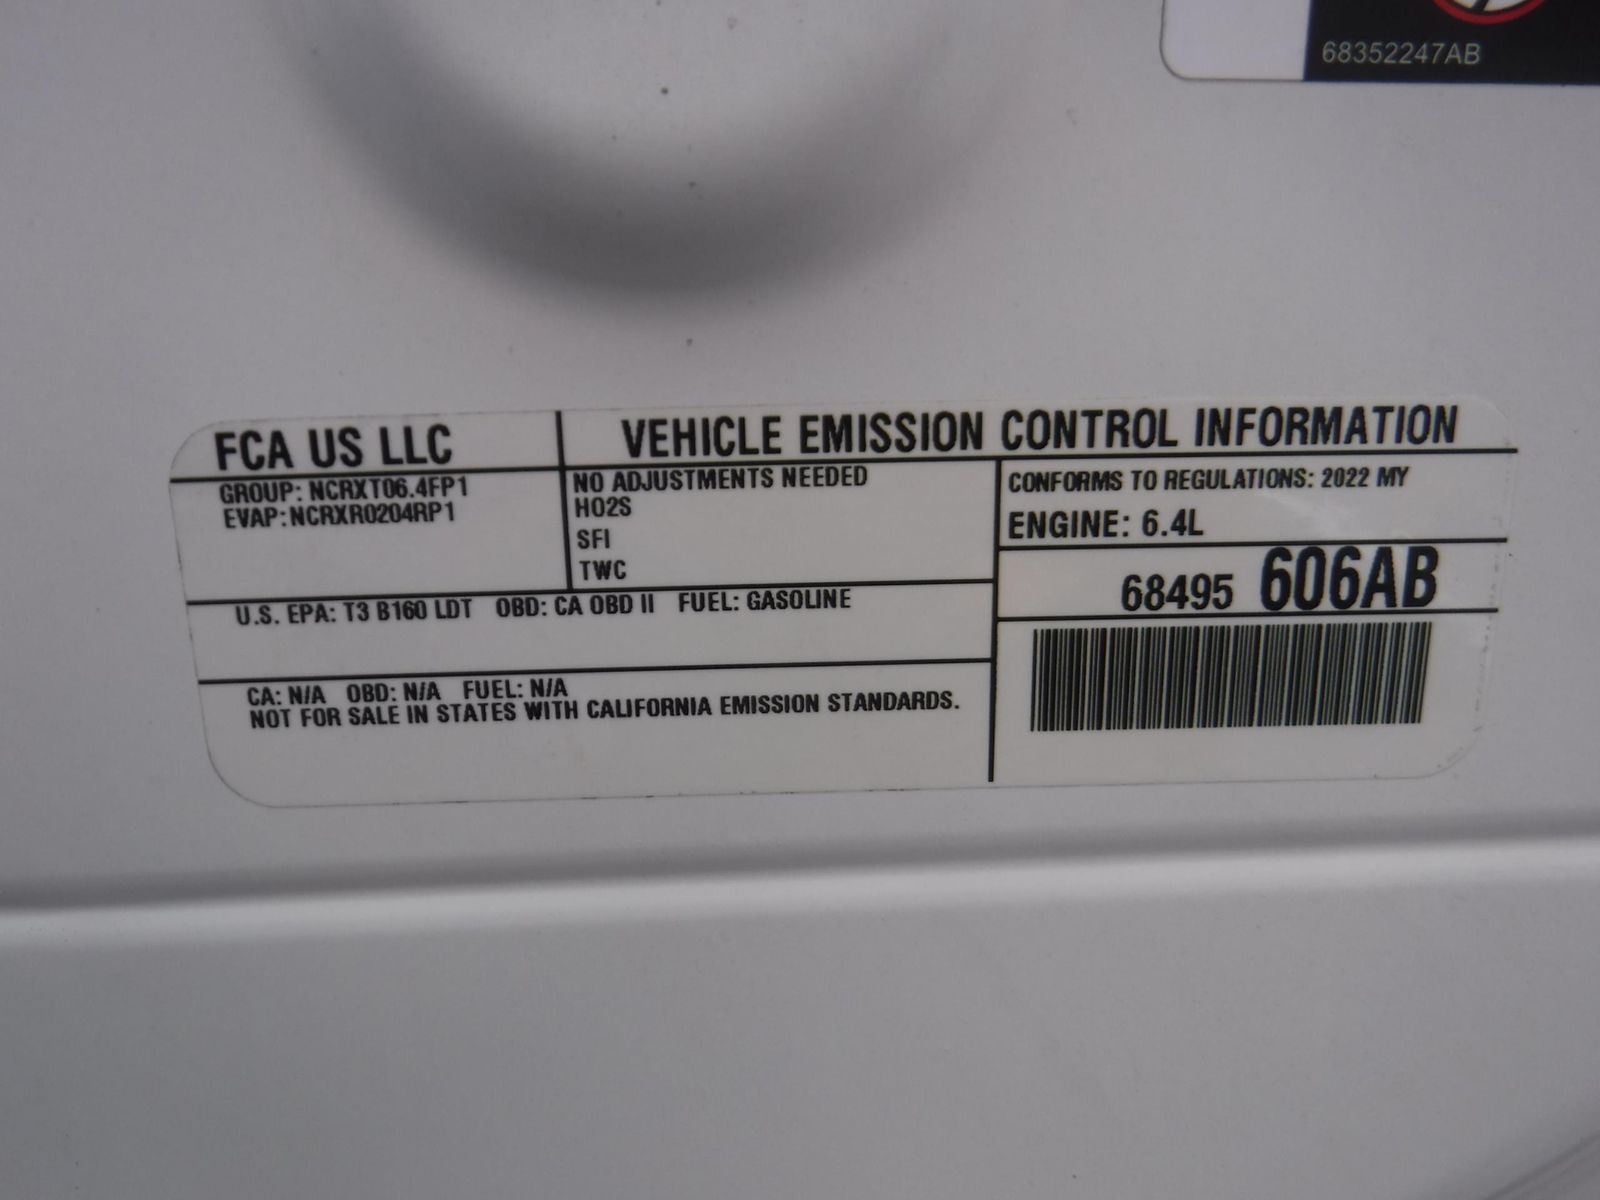 68352247AB
FCA US LLC
VEHICLE EMISSION CONTROL INFORMATION
GROUP: NCRXT06.4FP1
EVAP: NCRXR0204RP1
NO ADJUSTMENTS NEEDED
HO2S
SFI
TWC
CONFORMS TO REGULATIONS: 2022 MY
ENGINE: 6.4L
68495 606AB
U.S. EPA: T3 B160 LDT OBD: CA OBD II FUEL: GASOLINE
CA: N/A OBD: N/A FUEL: N/A
NOT FOR SALE IN STATES WITH CALIFORNIA EMISSION STANDARDS.